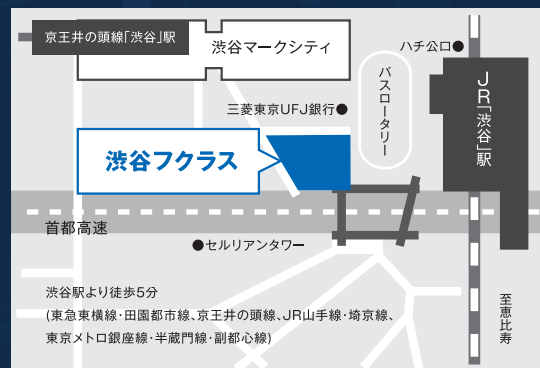 京王井の頭線「渋谷」駅
渋谷マークシティ
ハチ公口●
バスロータリー
JR「渋谷」駅
三菱東京UFJ銀行●
渋谷フクラス
首都高速
●セルリアンタワー
渋谷駅より徒歩5分
(東急東横線・田園都市線、京王井の頭線、JR山手線・埼京線、
東京メトロ銀座線・半蔵門線・副都心線)
至恵比寿